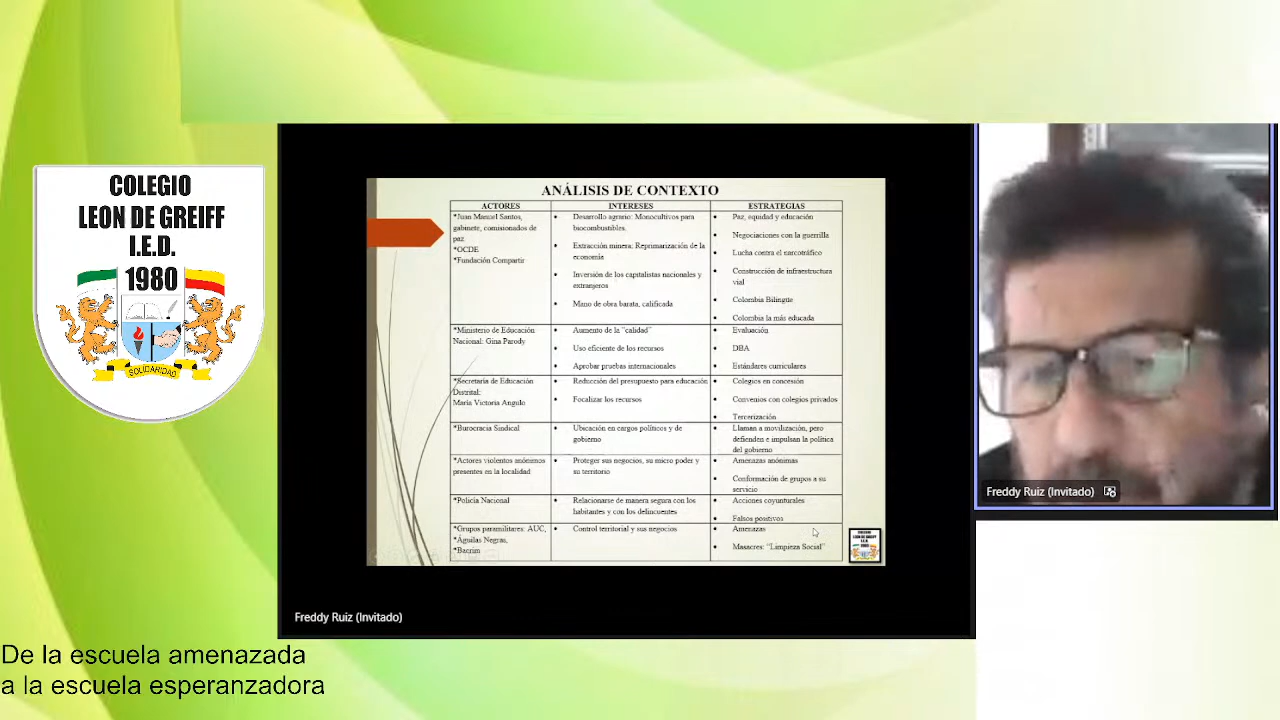 COLEGIO
LEON DE GREIFF
I.E.D.
1980
SOLIDARIDAD
De la escuela amenazada
a la escuela esperanzadora
ANÁLISIS DE CONTEXTO
ACTORES
INTERESES
ESTRATEGIAS
*Juan Manuel Santos,
gabinete, comisionados de
paz
*OCDE
*Fundación Compartir
• Desarrollo agrario: Monocultivos para
biocombustibles.
• Extracción minera; Reprimarización de la
economía
• Inversión de los capitalistas nacionales y
extranjeros
• Mano de obra barata, calificada
• Paz, equidad y educación
• Negociaciones con la guerrilla
• Lucha contra el narcotráfico
• Construcción de infraestructura
vial
• Colombia Bilingüe
• Colombia la más educada
*Ministerio de Educación
Nacional: Gina Parody
• Aumento de la "calidad"
• Uso eficiente de los recursos
• Aprobar pruebas internacionales
• Evaluación
• DBA
• Estándares curriculares
*Secretaría de Educación
Distrital:
María Victoria Angulo
• Reducción del presupuesto para educación
• Focalizar los recursos
• Colegios en concesión
• Convenios con colegios privados
• Tercerización
*Burocracia Sindical
• Ubicación en cargos políticos y de
gobierno
• Llaman a movilización, pero
defienden e impulsan la política
del gobierno
*Actores violentos anónimos
presentes en la localidad
• Proteger sus negocios, su micro poder y
su territorio
• Amenazas anónimas
• Conformación de grupos a su
servicio
*Policía Nacional
• Relacionarse de manera segura con los
habitantes y con los delincuentes
• Acciones coyunturales
• Falsos positivos
*Grupos paramilitares: AUC,
*Águilas Negras,
*Bacrim
• Control territorial y sus negocios
• Amenazas
• Masacres: "Limpieza Social"
Freddy Ruiz (Invitado)
Freddy Ruiz (Invitado)